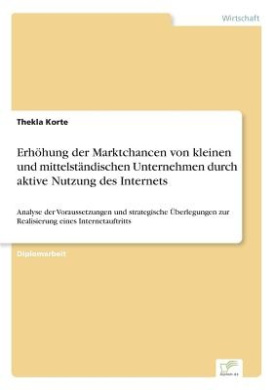 Wirtschaft
Thekla Korte
Erhöhung der Marktchancen von kleinen
und mittelständischen Unternehmen durch
aktive Nutzung des Internets
Analyse der Voraussetzungen und strategische Überlegungen zur
Realisierung eines Internetauftritts
Diplomarbeit